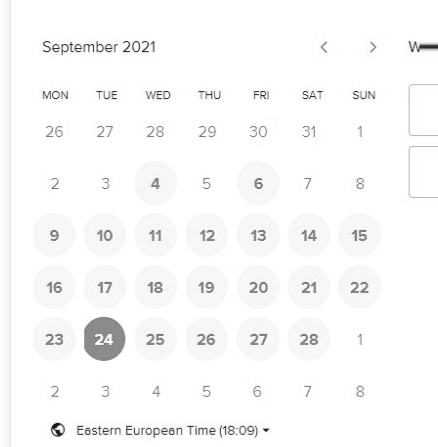 September 2021
MON TUE WED THU FRI SAT SUN
26 27 28 29 30 31 1
2 3 4 5 6 7 8
9 10 11 12 13 14 15
16 17 18 19 20 21 22
23 24 25 26 27 28 1
2 3 4 5 6 7 8
Eastern European Time (18:09)